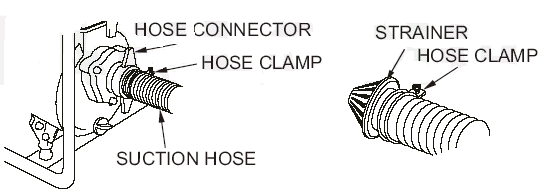 HOSE CONNECTOR
HOSE CLAMP
SUCTION HOSE
STRAINER
HOSE CLAMP